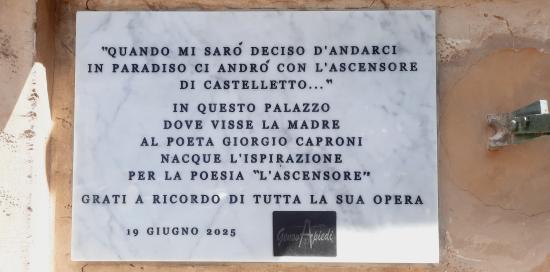 "QUANDO MI SARÓ DECISO D'ANDARCI
IN PARADISO CI ANDRÓ CON L'ASCENSORE
DI CASTELLETTO..."
IN QUESTO PALAZZO
DOVE VISSE LA MADRE
AL POETA GIORGIO CAPRONI
NACQUE L'ISPIRAZIONE
PER LA POESIA "L'ASCENSORE"
GRATI A RICORDO DI TUTTA LA SUA OPERA
19 GIUGNO 2025
GenovApiedi